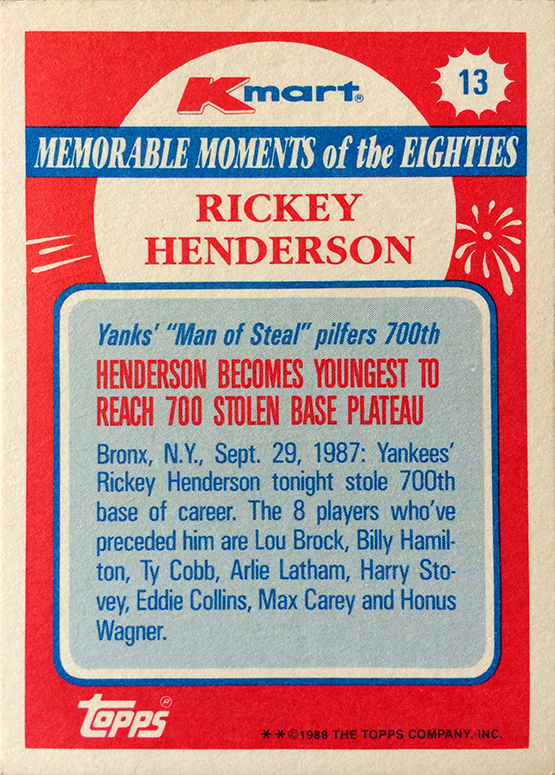 Kmart®
13
MEMORABLE MOMENTS of the EIGHTIES
RICKEY
HENDERSON
Yanks' "Man of Steal" pilfers 700th
HENDERSON BECOMES YOUNGEST TO
REACH 700 STOLEN BASE PLATEAU
Bronx, N.Y., Sept. 29, 1987: Yankees'
Rickey Henderson tonight stole 700th
base of career. The 8 players who've
preceded him are Lou Brock, Billy Hamil-
ton, Ty Cobb, Arlie Latham, Harry Sto-
vey, Eddie Collins, Max Carey and Honus
Wagner.
Topps®
**©1988 THE TOPPS COMPANY, INC.